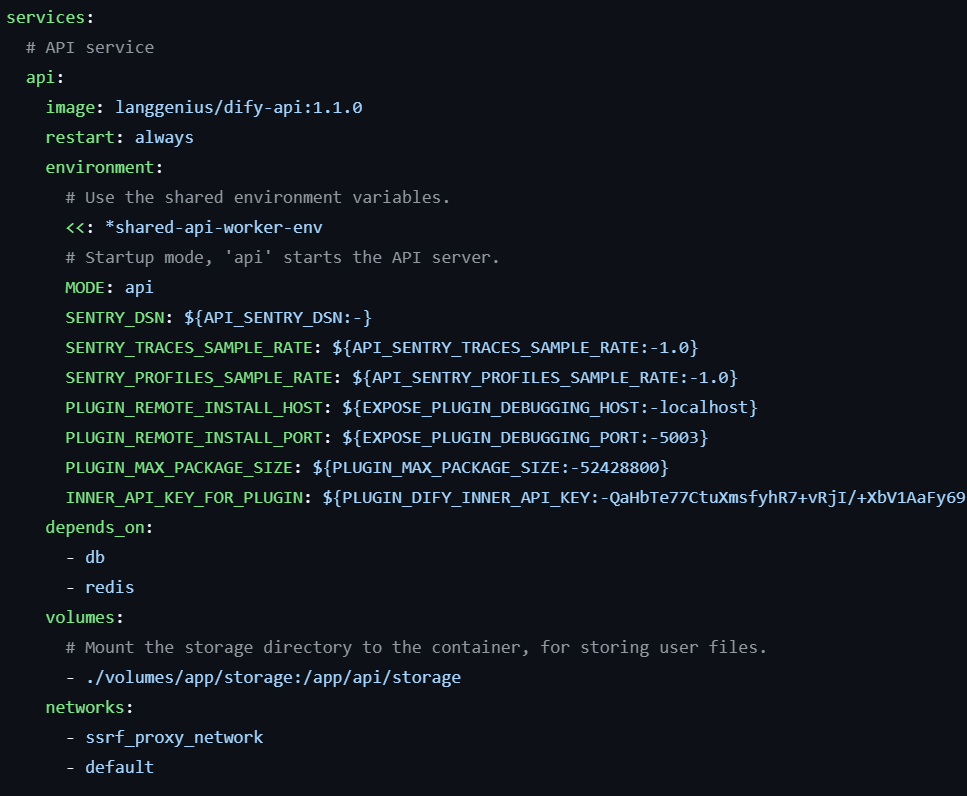 services:
  # API service
  api:
    image: langgenius/dify-api:1.1.0
    restart: always
    environment:
      # Use the shared environment variables.
      <<: *shared-api-worker-env
      # Startup mode, 'api' starts the API server.
      MODE: api
      SENTRY_DSN: ${API_SENTRY_DSN:-}
      SENTRY_TRACES_SAMPLE_RATE: ${API_SENTRY_TRACES_SAMPLE_RATE:-1.0}
      SENTRY_PROFILES_SAMPLE_RATE: ${API_SENTRY_PROFILES_SAMPLE_RATE:-1.0}
      PLUGIN_REMOTE_INSTALL_HOST: ${EXPOSE_PLUGIN_DEBUGGING_HOST:-localhost}
      PLUGIN_REMOTE_INSTALL_PORT: ${EXPOSE_PLUGIN_DEBUGGING_PORT:-5003}
      PLUGIN_MAX_PACKAGE_SIZE: ${PLUGIN_MAX_PACKAGE_SIZE:-52428800}
      INNER_API_KEY_FOR_PLUGIN: ${PLUGIN_DIFY_INNER_API_KEY:-QaHbTe77CtuXmsfyhR7+vRjI/+XbV1AaFy69
    depends_on:
      - db
      - redis
    volumes:
      # Mount the storage directory to the container, for storing user files.
      - ./volumes/app/storage:/app/api/storage
    networks:
      - ssrf_proxy_network
      - default